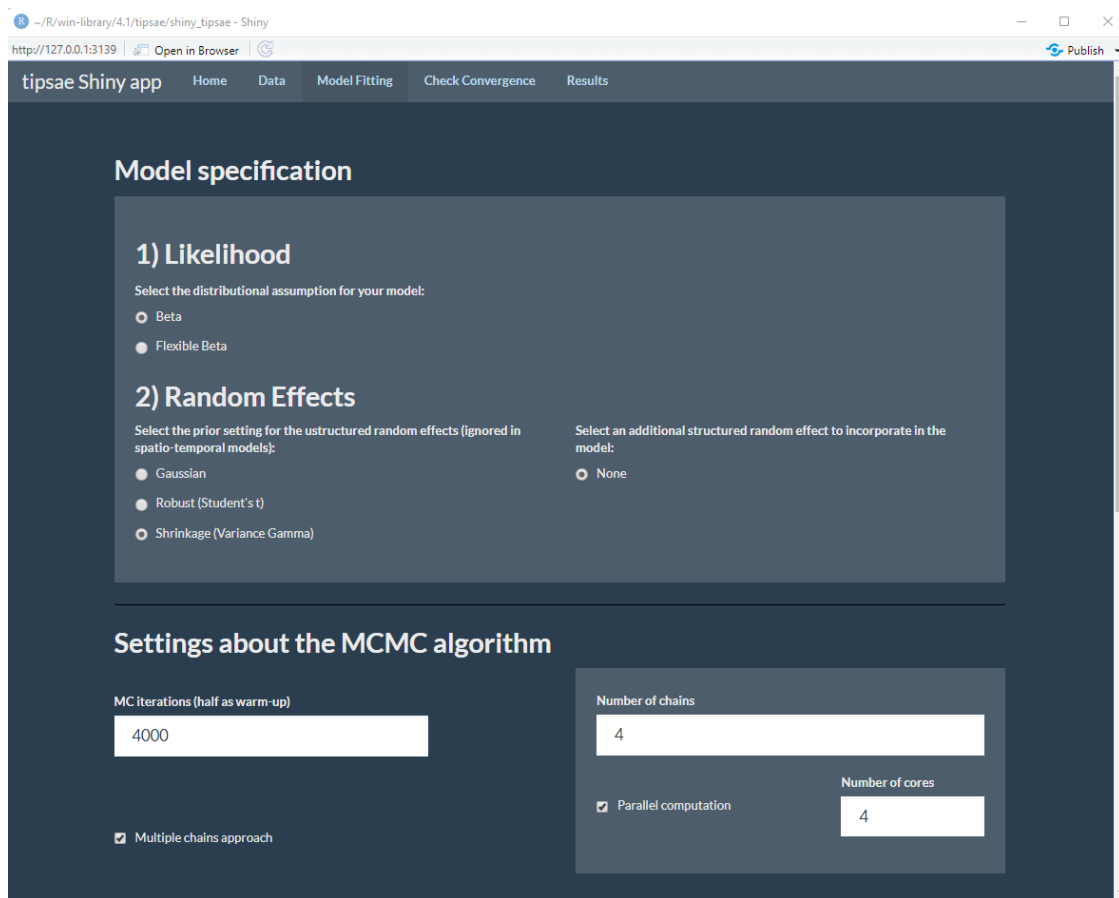 R ~/R/win-library/4.1/tipsae/shiny_tipsae - Shiny
http://127.0.0.1:3139 Open in Browser Publish
tipsae Shiny app Home Data Model Fitting Check Convergence Results
Model specification
1) Likelihood
Select the distributional assumption for your model:
Beta
Flexible Beta
2) Random Effects
Select the prior setting for the ustructured random effects (ignored in
spatio-temporal models):
Gaussian
Robust (Student's t)
Shrinkage (Variance Gamma)
Select an additional structured random effect to incorporate in the
model:
None
Settings about the MCMC algorithm
MC iterations (half as warm-up)
4000
Multiple chains approach
Number of chains
4
Parallel computation
Number of cores
4